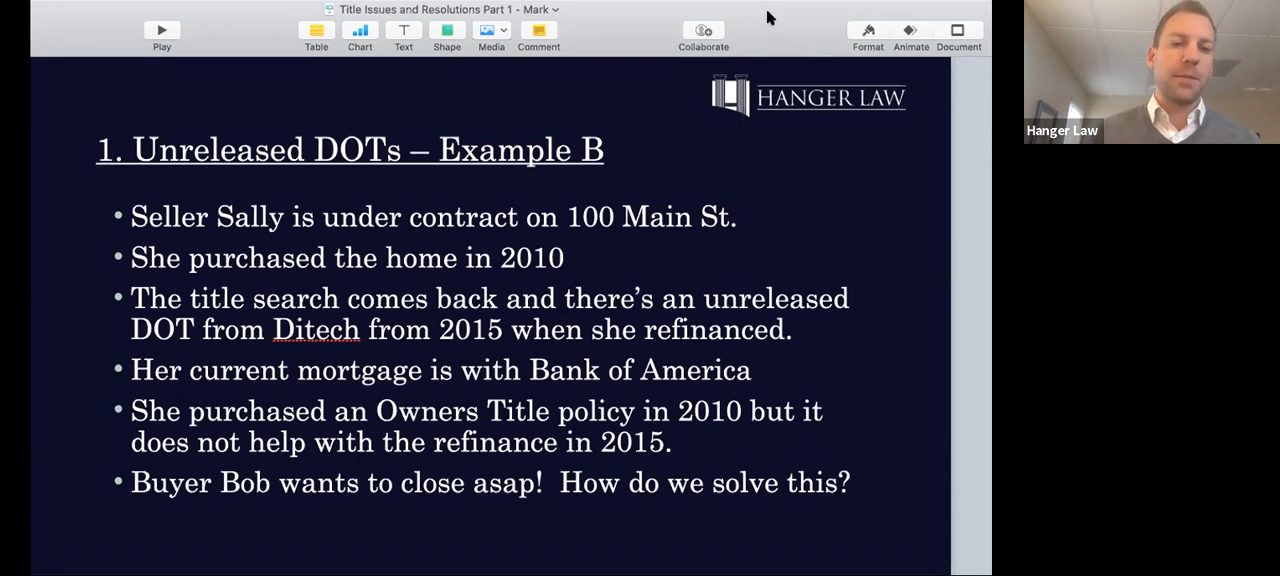 Title Issues and Resolutions Part 1 - Mark
Play
Table
Chart
Text
Shape
Media
Comment
Collaborate
Format
Animate
Document
HANGER LAW
1. Unreleased DOTs – Example B
• Seller Sally is under contract on 100 Main St.
• She purchased the home in 2010
• The title search comes back and there’s an unreleased
DOT from Ditech from 2015 when she refinanced.
• Her current mortgage is with Bank of America
• She purchased an Owners Title policy in 2010 but it
does not help with the refinance in 2015.
• Buyer Bob wants to close asap!  How do we solve this?
Hanger Law